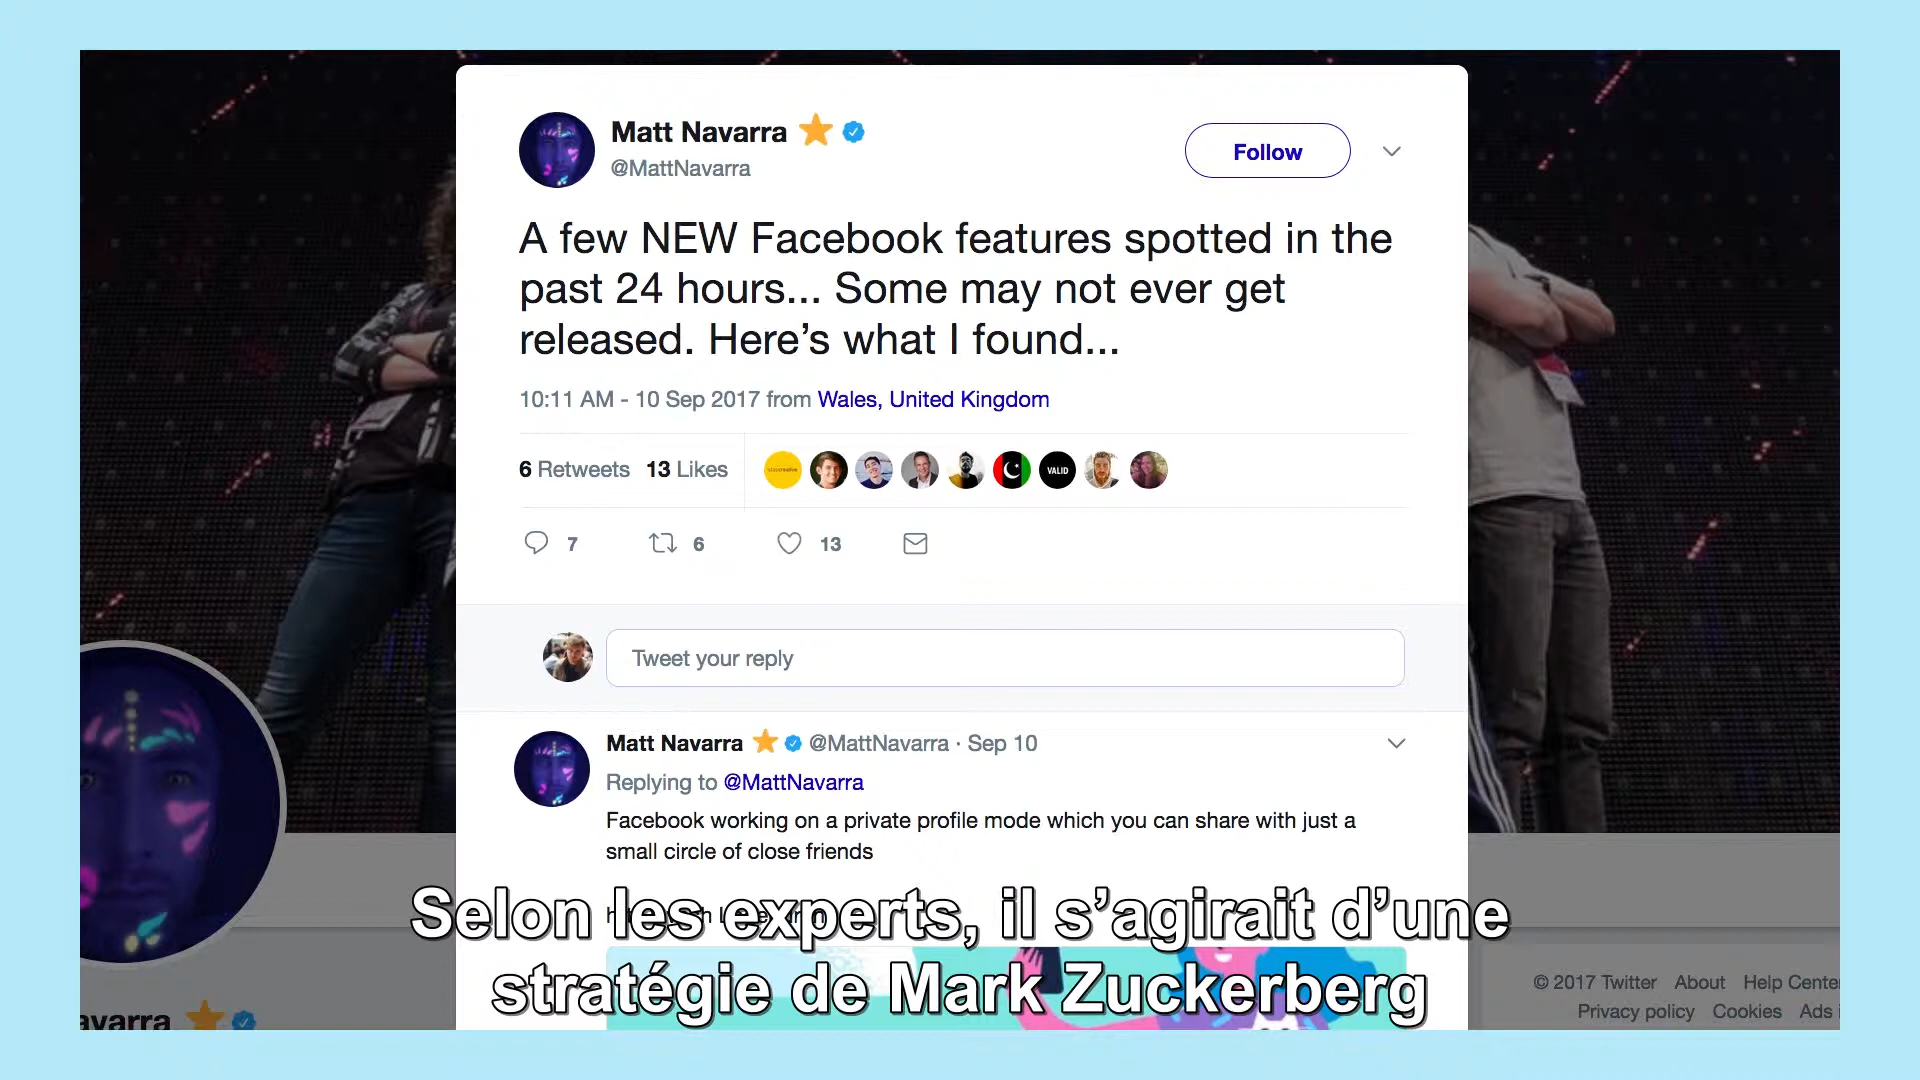 Matt Navarra
@MattNavarra
Follow
A few NEW Facebook features spotted in the
past 24 hours... Some may not ever get
released. Here’s what I found...
10:11 AM - 10 Sep 2017 from Wales, United Kingdom
6 Retweets 13 Likes
VALID
7 6 13
Tweet your reply
Matt Navarra @MattNavarra · Sep 10
Replying to @MattNavarra
Facebook working on a private profile mode which you can share with just a
small circle of close friends
Selon les experts, il s’agirait d’une
stratégie de Mark Zuckerberg
avarra
© 2017 Twitter About Help Cente
Privacy policy Cookies Ads i